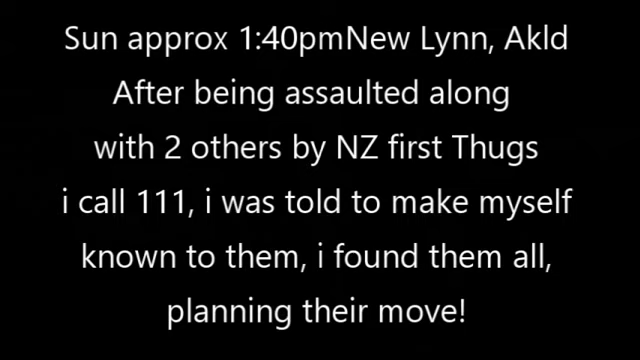 Sun approx 1:40pmNew Lynn, Akld
After being assaulted along
with 2 others by NZ first Thugs
i call 111, i was told to make myself
known to them, i found them all,
planning their move!